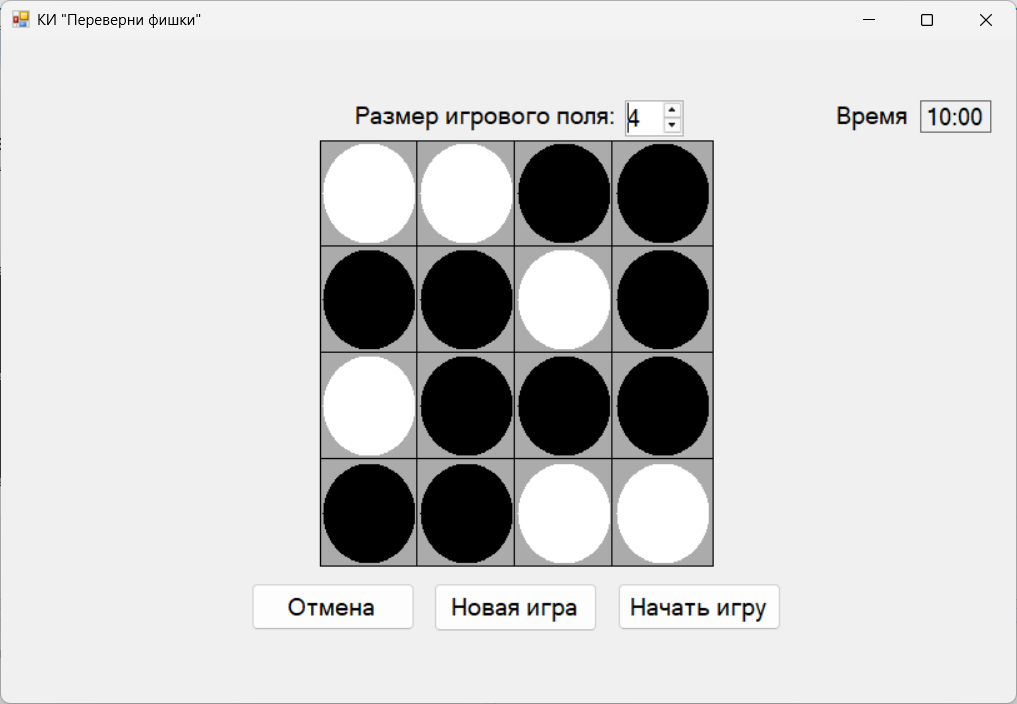 КИ "Переверни фишки"
Размер игрового поля: 4
Время 10:00
Отмена
Новая игра
Начать игру